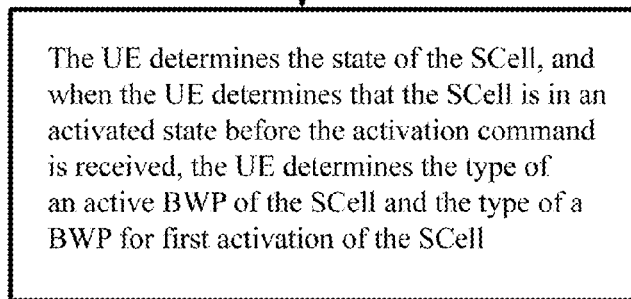 The UE determines the state of the SCell, and
when the UE determines that the SCell is in an
activated state before the activation command
is received, the UE determines the type of
an active BWP of the SCell and the type of a
BWP for first activation of the SCell